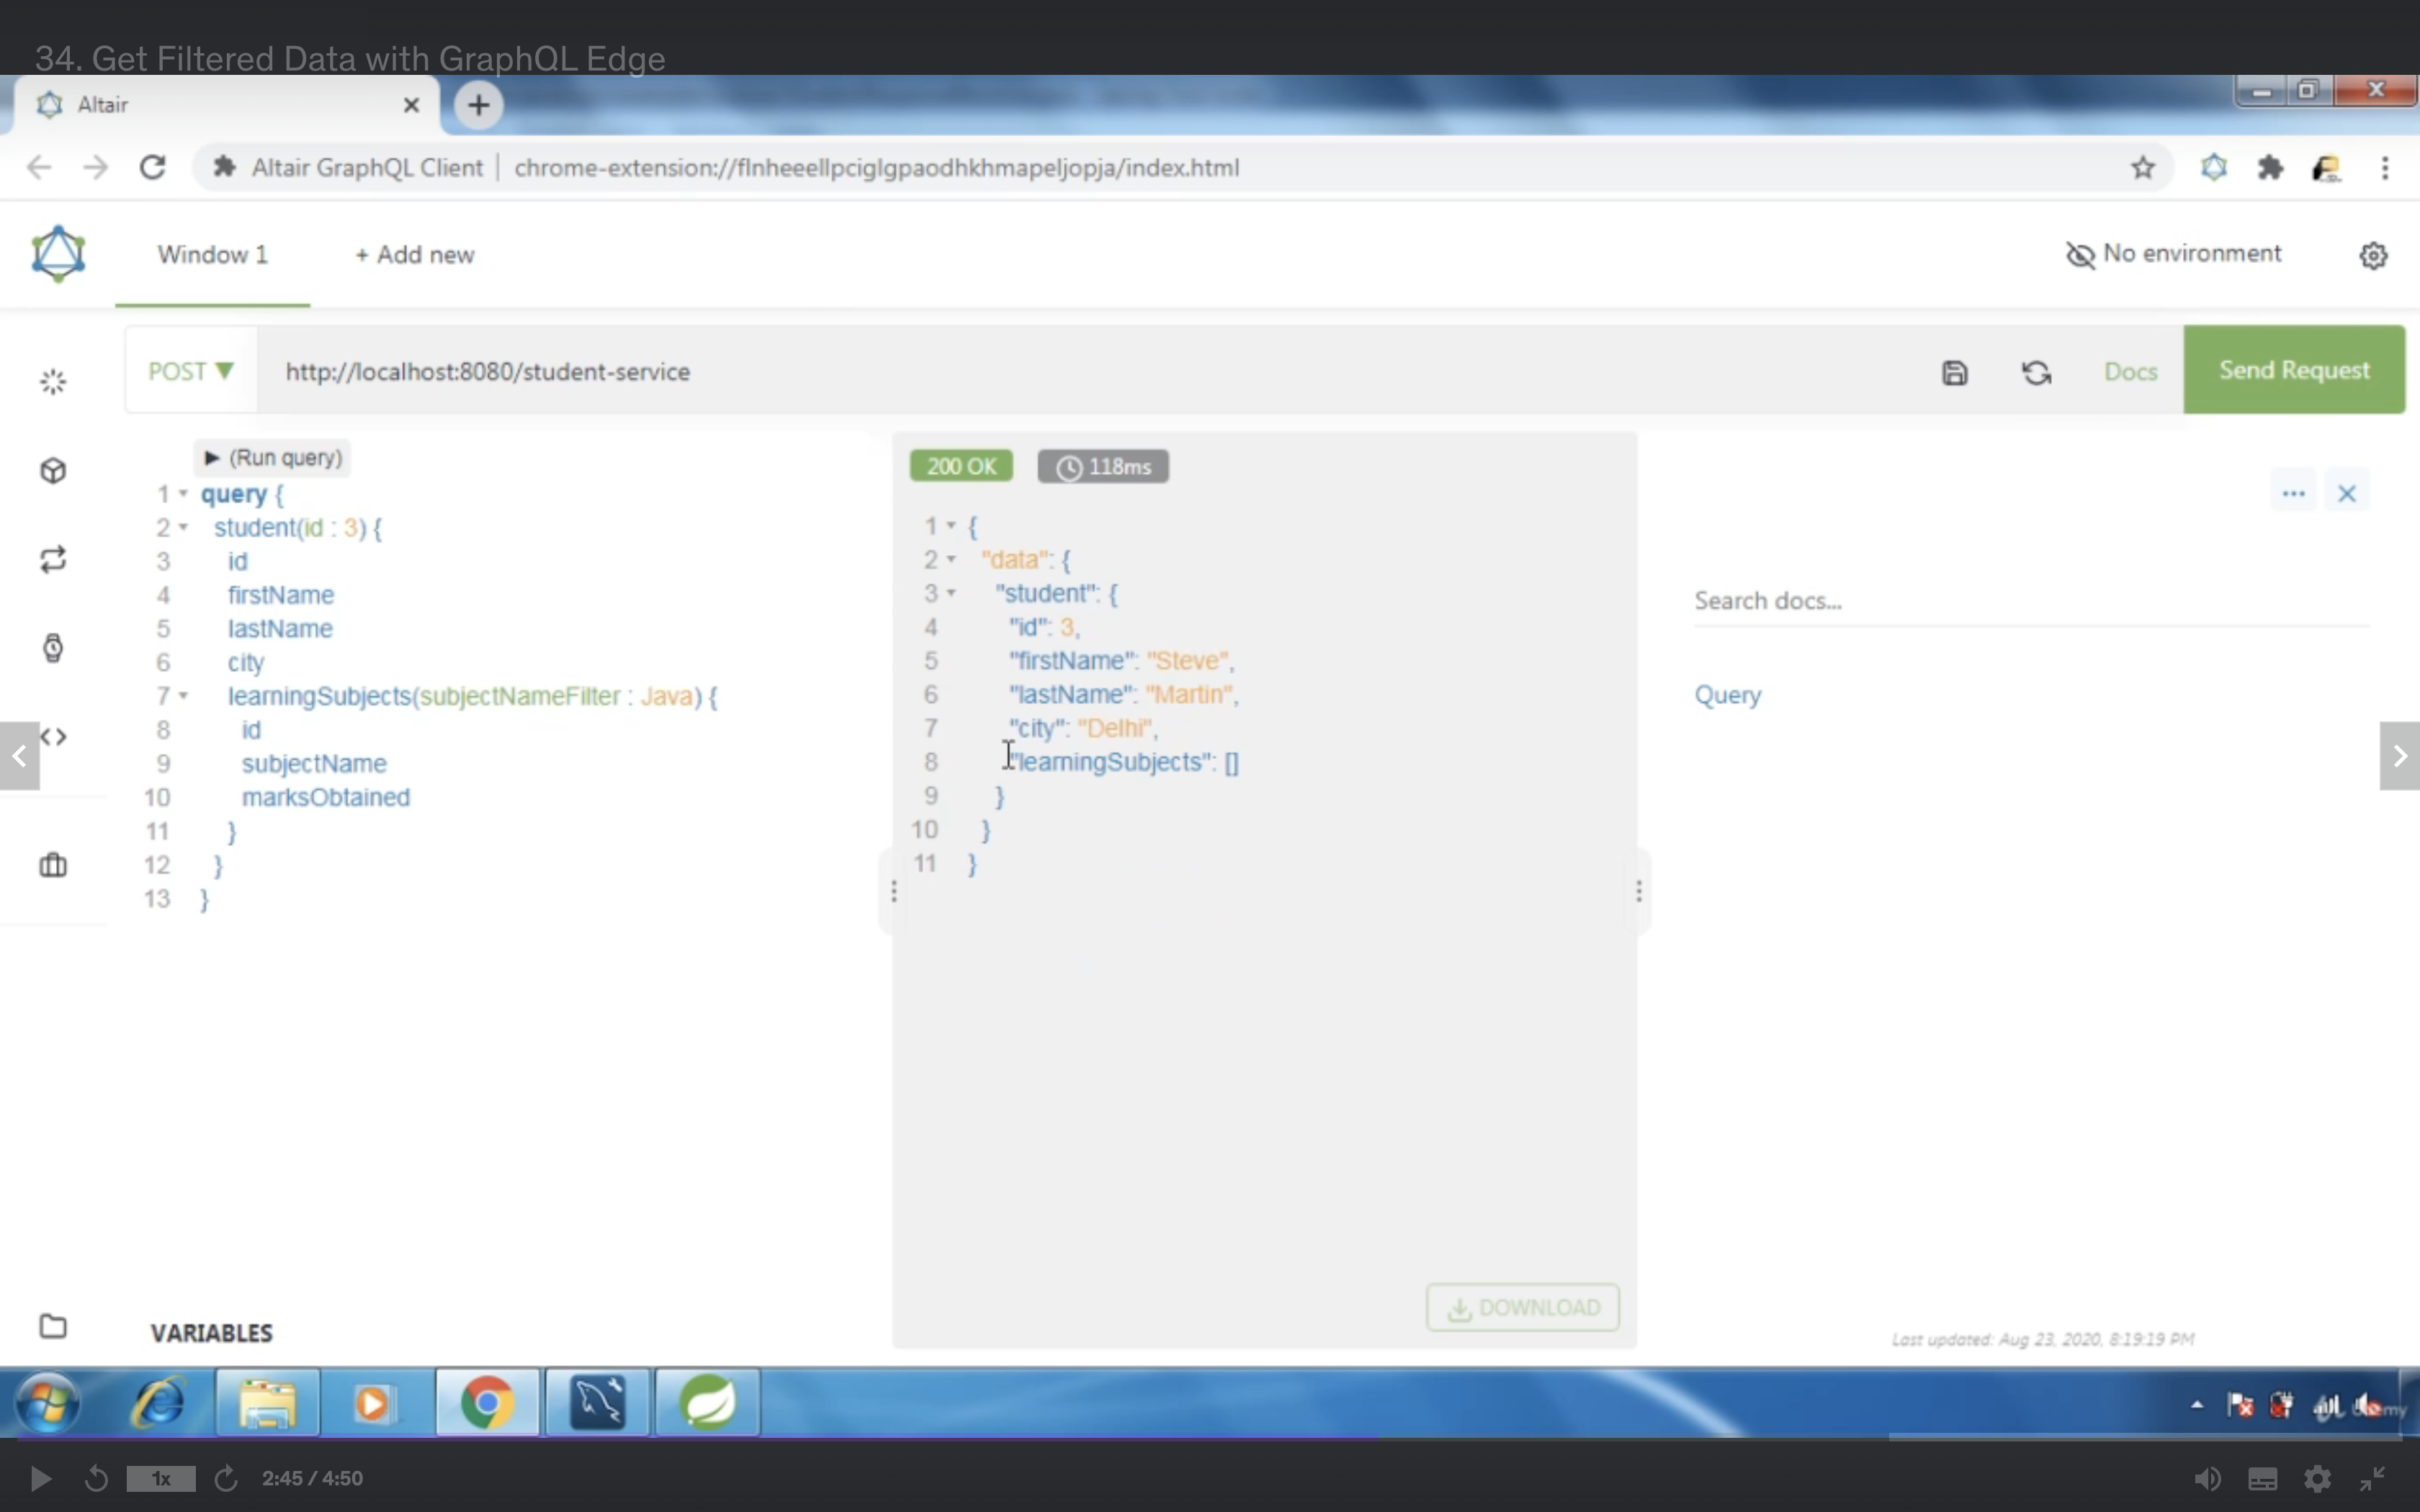 34. Get Filtered Data with GraphQL Edge
Altair
Altair GraphQL Client | chrome-extension://flnheeellpciglgpaodhkhmapeljopja/index.html
Window 1
+ Add new
No environment
POST
http://localhost:8080/student-service
Docs
Send Request
(Run query)
1 query {
2 student(id : 3) {
3 id
4 firstName
5 lastName
6 city
7 learningSubjects(subjectNameFilter : Java) {
8 id
9 subjectName
10 marksObtained
11 }
12 }
13 }
VARIABLES
200 OK
118ms
1 {
2 "data": {
3 "student": {
4 "id": 3,
5 "firstName": "Steve",
6 "lastName": "Martin",
7 "city": "Delhi",
8 "learningSubjects": []
9 }
10 }
11 }
DOWNLOAD
Search docs...
Query
Last updated: Aug 23, 2020, 8:19:19 PM
1x
2:45 / 4:50